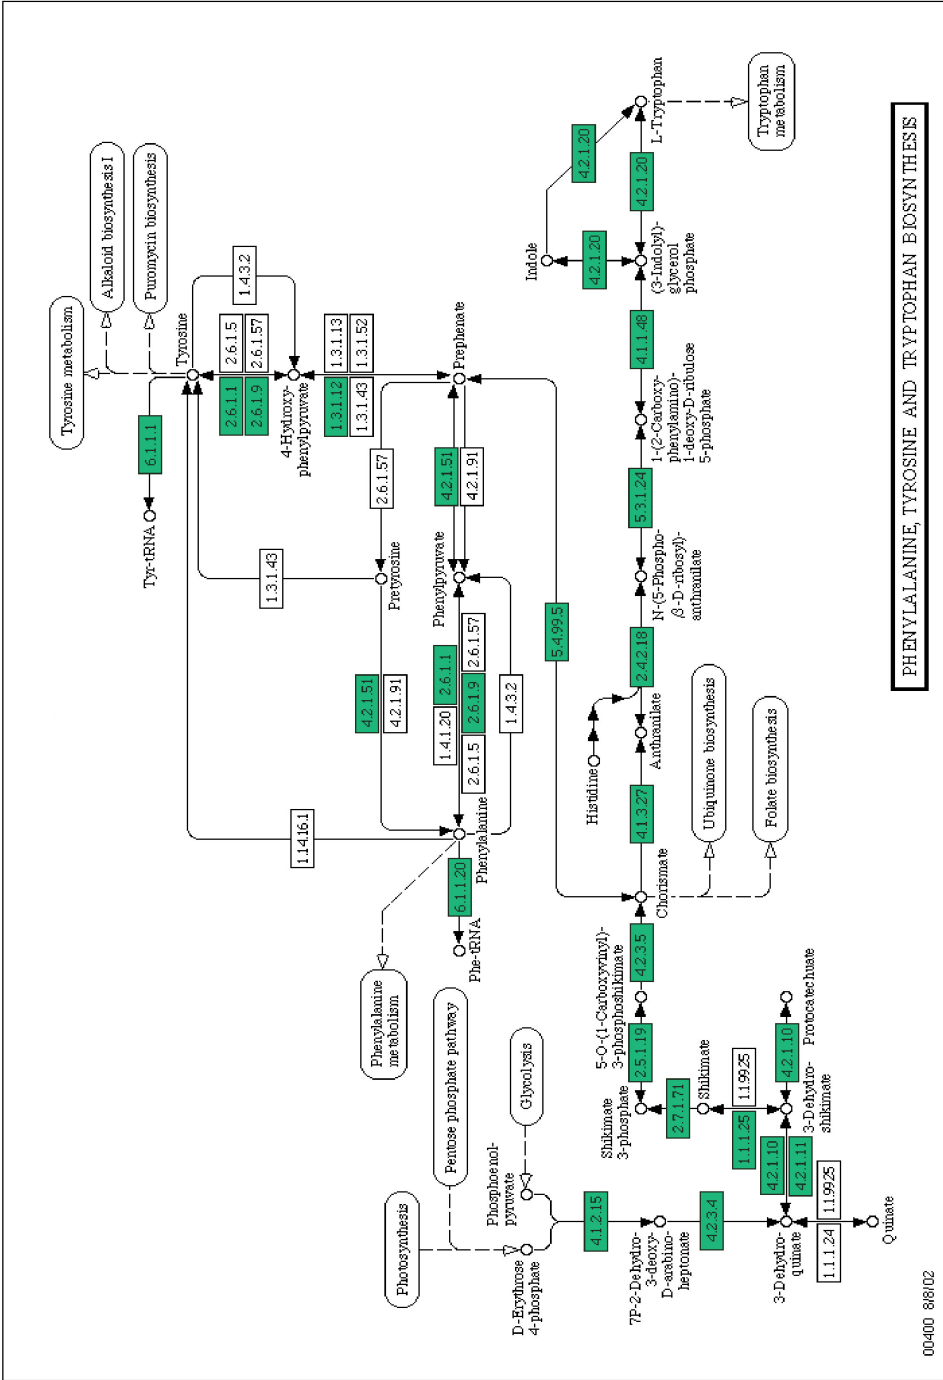 Tyrosine metabolism
Alkaloid biosynthesis I
Puromycin biosynthesis
6.1.1.1
Tyr-tRNA
Tyrosine
2.6.1.1
2.6.1.5
2.6.1.9
2.6.1.57
1.4.3.2
4-Hydroxy-
phenylpyruvate
1.3.1.12
1.3.1.13
1.3.1.43
1.3.1.52
1.3.1.43
2.6.1.57
Prephenate
Pretyrosine
4.2.1.51
4.2.1.91
Phenylpyruvate
4.2.1.51
4.2.1.91
1.14.16.1
1.4.1.20
2.6.1.1
2.6.1.5
2.6.1.9
2.6.1.57
1.4.3.2
Phenylalanine
6.1.1.20
Phe-tRNA
Phenylalanine
metabolism
5.4.99.5
Photosynthesis
Pentose phosphate pathway
Glycolysis
D-Erythrose
4-phosphate
Phosphoenol-
pyruvate
4.1.2.15
7P-2-Dehydro-
3-deoxy-
D-arabino-
heptonate
4.2.3.4
3-Dehydro-
quinate
1.1.1.24
1.1.99.25
Quinate
4.2.1.10
4.2.1.11
3-Dehydro-
shikimate
4.2.1.10
Protocatechuate
1.1.1.25
1.1.99.25
Shikimate
2.7.1.71
Shikimate
3-phosphate
2.5.1.19
5-O-(1-Carboxyvinyl)-
3-phosphoshikimate
4.2.3.5
Chorismate
Ubiquinone biosynthesis
Folate biosynthesis
4.1.3.27
Anthranilate
Histidine
2.4.2.18
N-(5-Phospho-
β-D-ribosyl)-
anthranilate
5.3.1.24
1-(2-Carboxy-
phenylamino)-
1-deoxy-D-ribulose
5-phosphate
4.1.1.48
(3-Indolyl)-
glycerol
phosphate
4.2.1.20
Indole
4.2.1.20
4.2.1.20
L-Tryptophan
Tryptophan
metabolism
PHENYLALANINE, TYROSINE AND TRYPTOPHAN BIOSYNTHESIS
00400 8/8/02